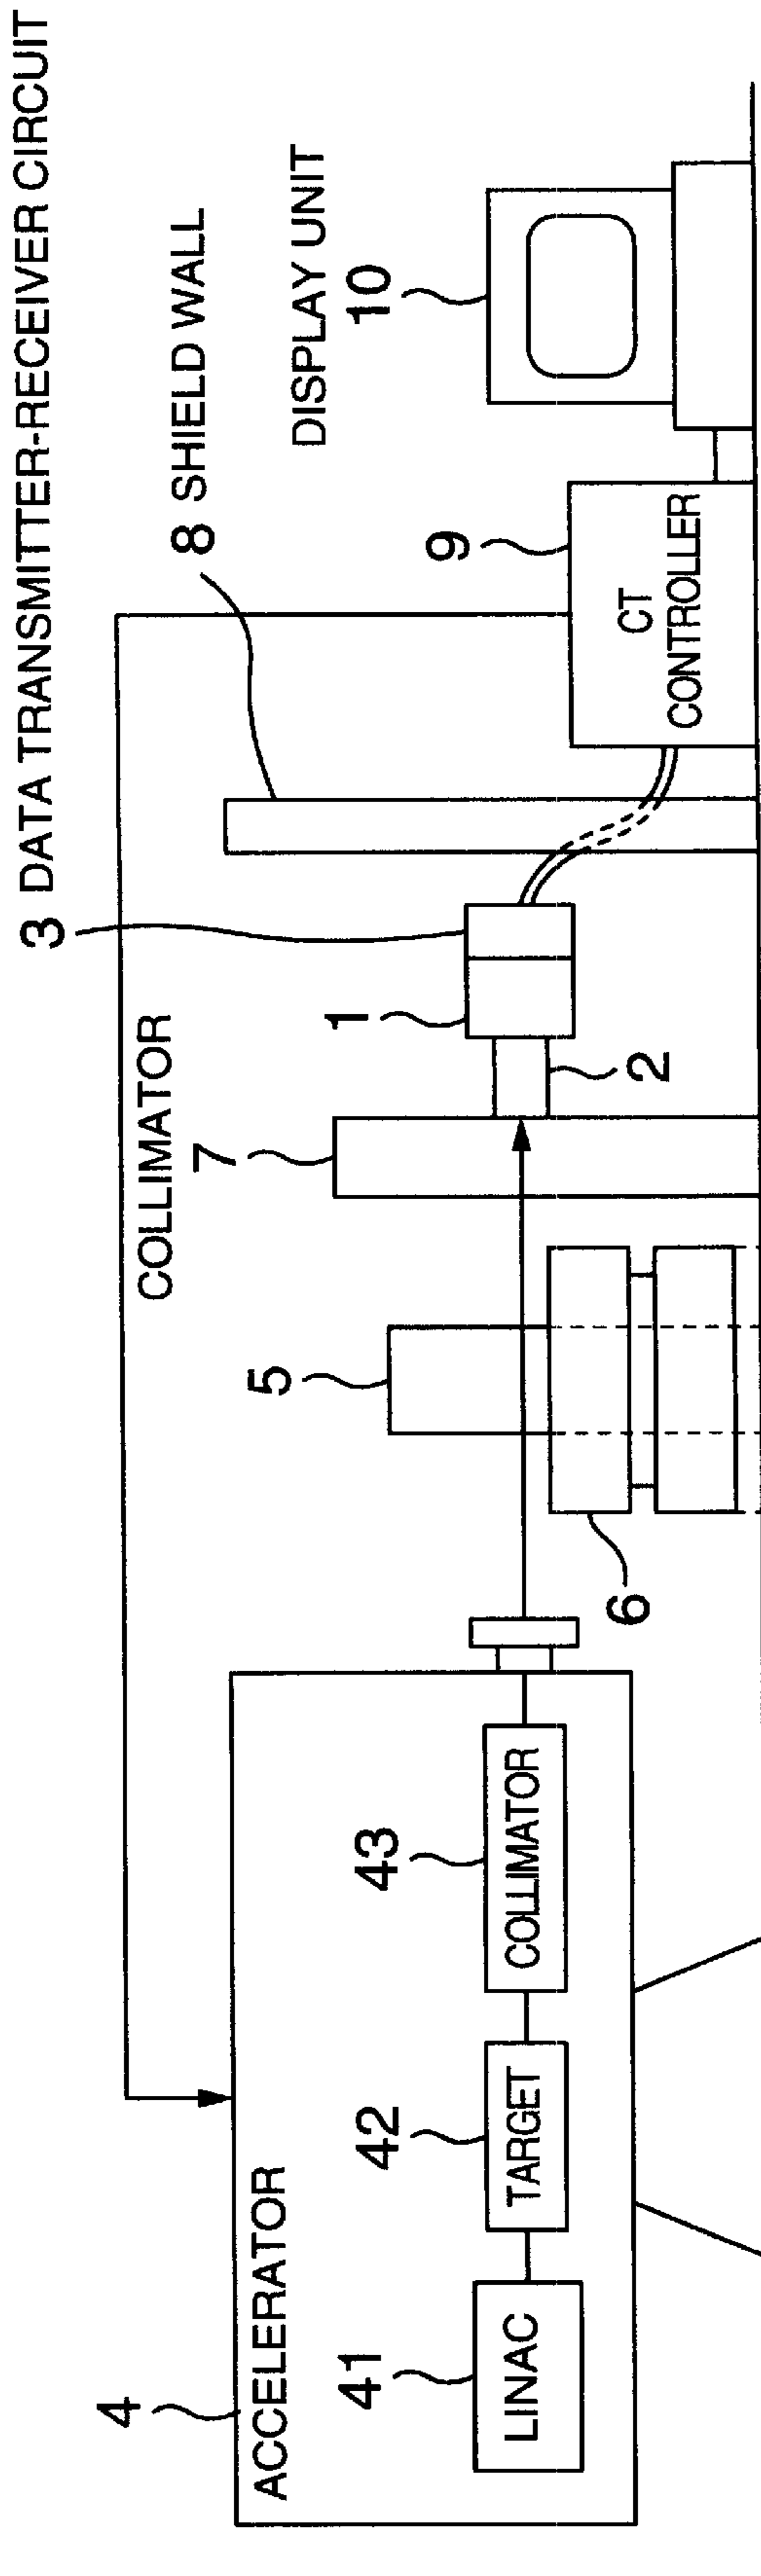 3 DATA TRANSMITTER-RECEIVER CIRCUIT
8 SHIELD WALL
DISPLAY UNIT
10
COLLIMATOR
7
1
2
9
CT
CONTROLLER
5
6
4
ACCELERATOR
41
LINAC
42
TARGET
43
COLLIMATOR